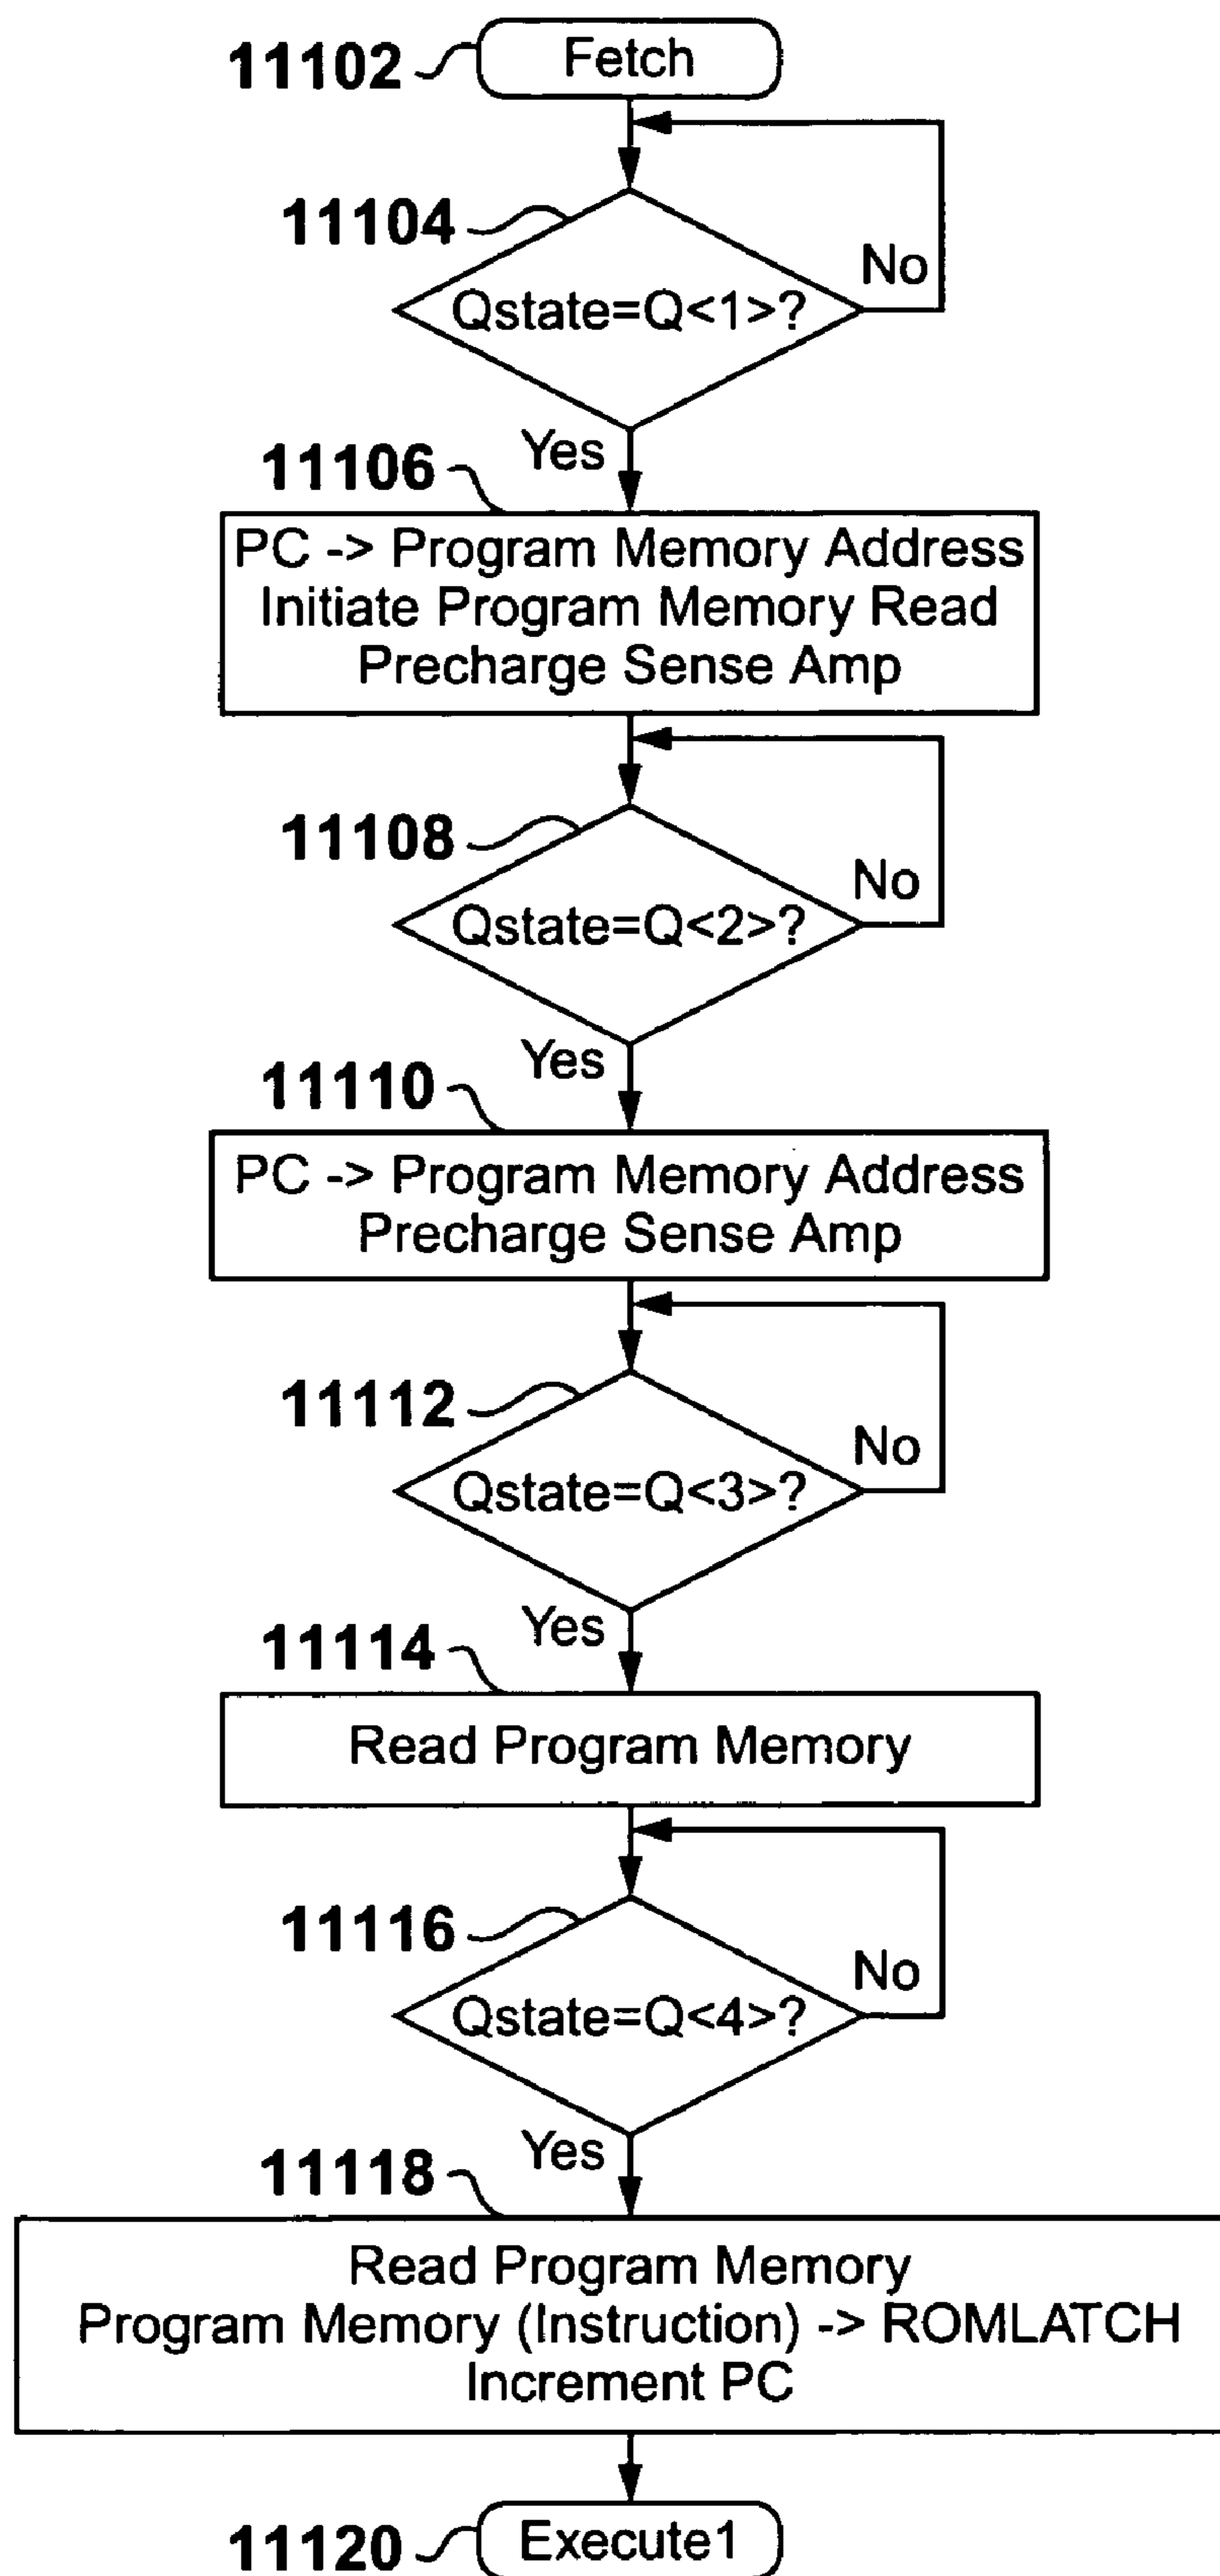 11102
Fetch
11104
No
Qstate=Q<1>?
Yes
11106
PC -> Program Memory Address
Initiate Program Memory Read
Precharge Sense Amp
11108
No
Qstate=Q<2>?
Yes
11110
PC -> Program Memory Address
Precharge Sense Amp
11112
No
Qstate=Q<3>?
Yes
11114
Read Program Memory
11116
No
Qstate=Q<4>?
Yes
11118
Read Program Memory
Program Memory (Instruction) -> ROMLATCH
Increment PC
11120
Execute1